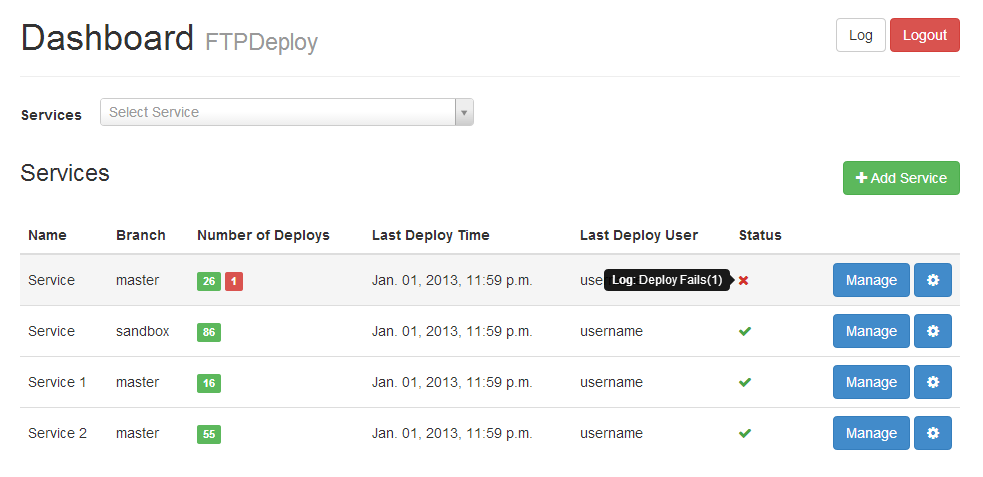 Dashboard FTPDeploy Log Logout
Services Select Service
Services Add Service
Name Branch Number of Deploys Last Deploy Time Last Deploy User Status
Service master 26 1 Jan. 01, 2013, 11:59 p.m. use Log: Deploy Fails(1) Manage
Service sandbox 86 Jan. 01, 2013, 11:59 p.m. username Manage
Service 1 master 16 Jan. 01, 2013, 11:59 p.m. username Manage
Service 2 master 55 Jan. 01, 2013, 11:59 p.m. username Manage